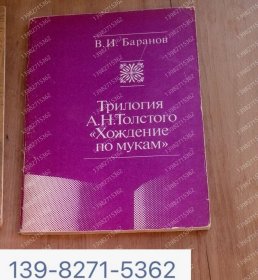 В.И. Баранов
Трилогия
А.Н.Толстого
«Хождение
по мукам»
139-8271-5362